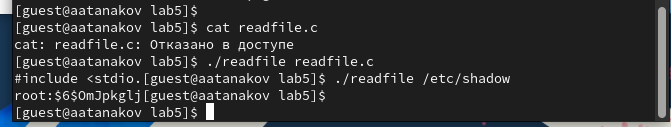 [guest@aatanakov lab5]$
[guest@aatanakov lab5]$ cat readfile.c
cat: readfile.c: Отказано в доступе
[guest@aatanakov lab5]$ ./readfile readfile.c
#include <stdio.[guest@aatanakov lab5]$ ./readfile /etc/shadow
root:$6$OmJpkglj[guest@aatanakov lab5]$
[guest@aatanakov lab5]$